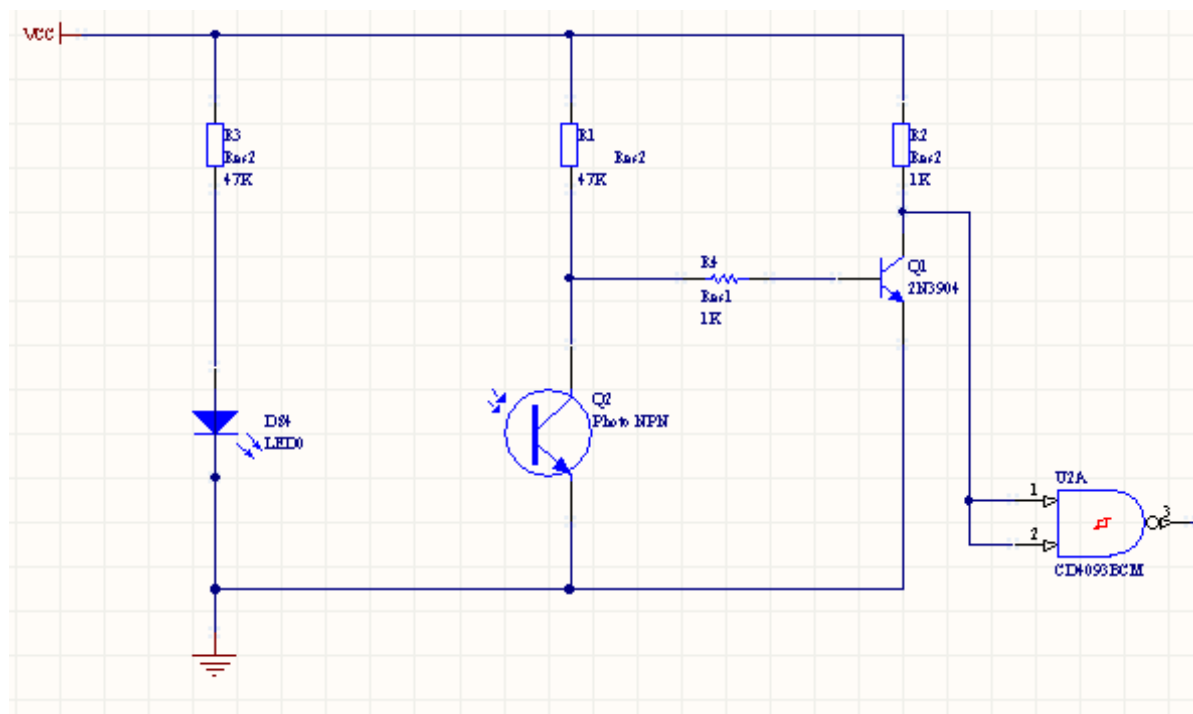 VCC
R3
Res2
47K
R1
Res2
47K
R2
Res2
1K
R4
Res1
1K
Q1
2N3904
DS4
LED0
Q2
Photo NPN
U2A
1
2
3
CD4093BCM